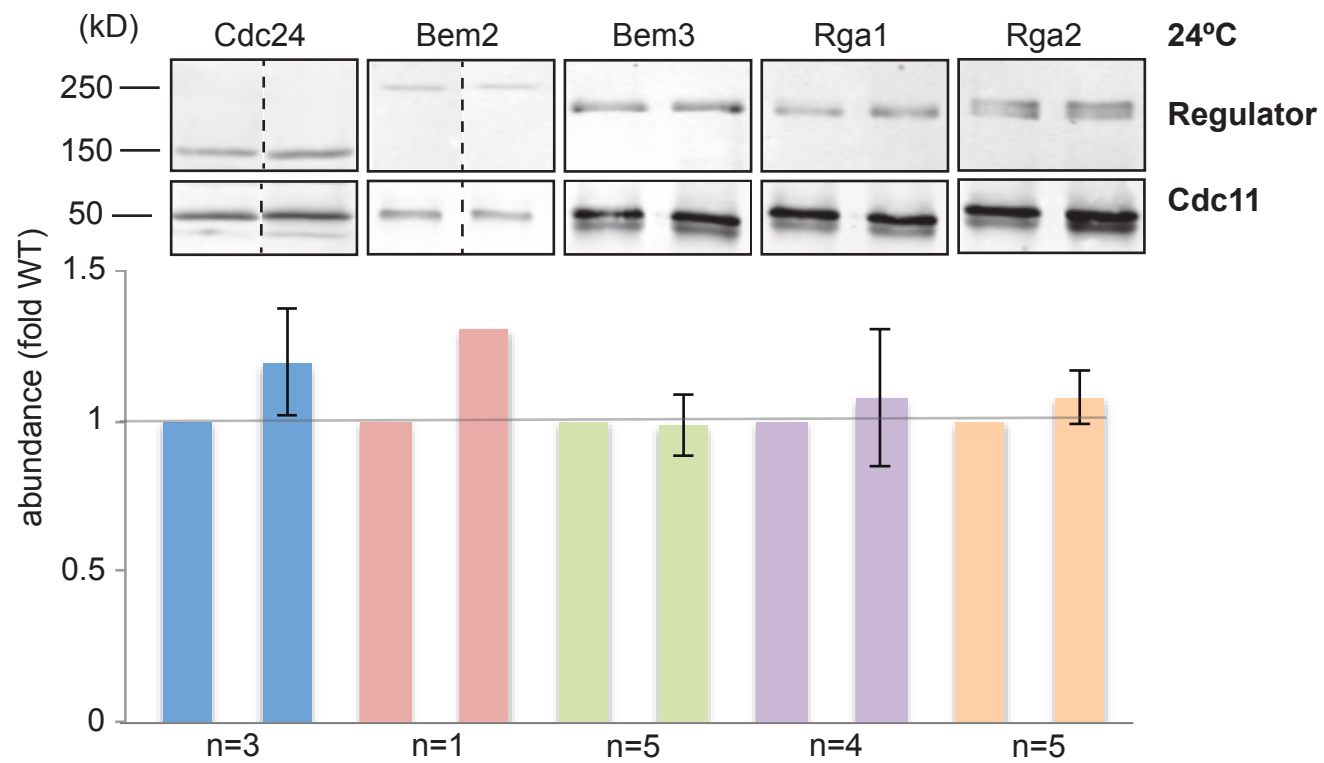 (kD) Cdc24 Bem2 Bem3 Rga1 Rga2 24ºC
250
Regulator
150
Cdc11
50
1.5
1
0.5
0
abundance (fold WT)
n=3 n=1 n=5 n=4 n=5